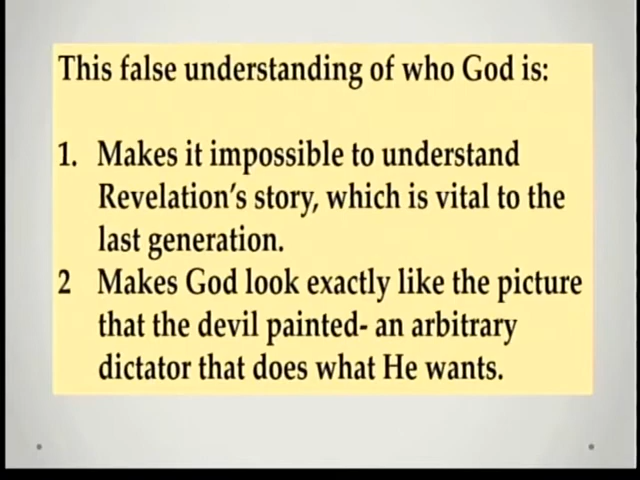 This false understanding of who God is:
1. Makes it impossible to understand
Revelation's story, which is vital to the
last generation.
2 Makes God look exactly like the picture
that the devil painted- an arbitrary
dictator that does what He wants.